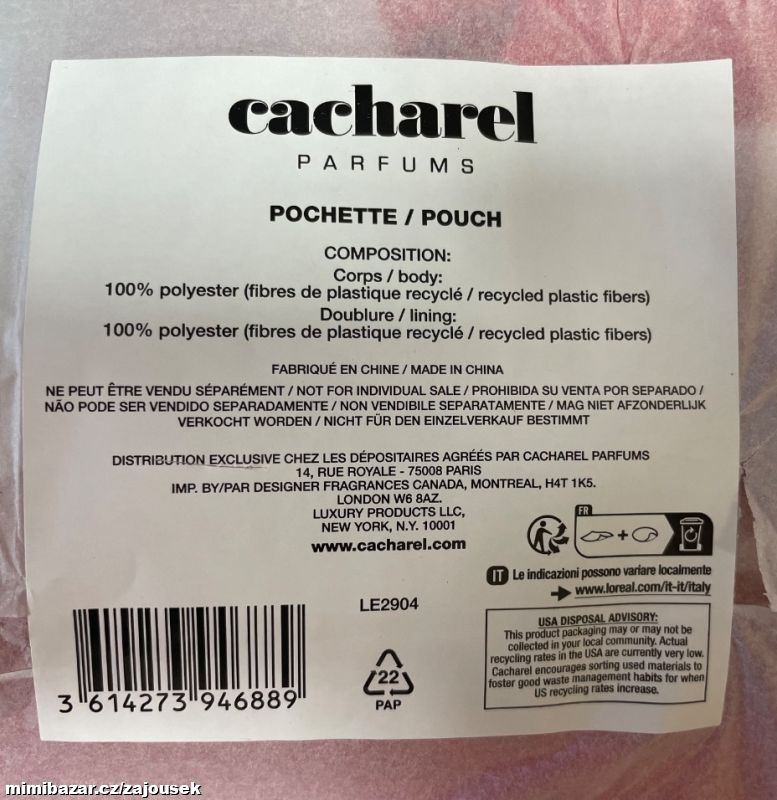 cacharel
PARFUMS
POCHETTE / POUCH
COMPOSITION:
Corps / body:
100% polyester (fibres de plastique recyclé / recycled plastic fibers)
Doublure / lining:
100% polyester (fibres de plastique recyclé / recycled plastic fibers)
FABRIQUÉ EN CHINE / MADE IN CHINA
NE PEUT ÊTRE VENDU SÉPARÉMENT / NOT FOR INDIVIDUAL SALE / PROHIBIDA SU VENTA POR SEPARADO /
NÃO PODE SER VENDIDO SEPARADAMENTE / NON VENDIBILE SEPARATAMENTE / MAG NIET AFZONDERLIJK
VERKOCHT WORDEN / NICHT FÜR DEN EINZELVERKAUF BESTIMMT
DISTRIBUTION EXCLUSIVE CHEZ LES DÉPOSITAIRES AGRÉÉS PAR CACHAREL PARFUMS
14, RUE ROYALE - 75008 PARIS
IMP. BY/PAR DESIGNER FRAGRANCES CANADA, MONTREAL, H4T 1K5.
LONDON W6 8AZ.
LUXURY PRODUCTS LLC,
NEW YORK, N.Y. 10001
www.cacharel.com
FR
+
IT Le indicazioni possono variare localmente
www.loreal.com/it-it/italy
LE2904
USA DISPOSAL ADVISORY:
This product packaging may or may not be
collected in your local community. Actual
recycling rates in the USA are currently very low.
Cacharel encourages sorting used materials to
foster good waste management habits for when
US recycling rates increase.
22
PAP
3 614273 946889
mimibazar.cz/zajousek